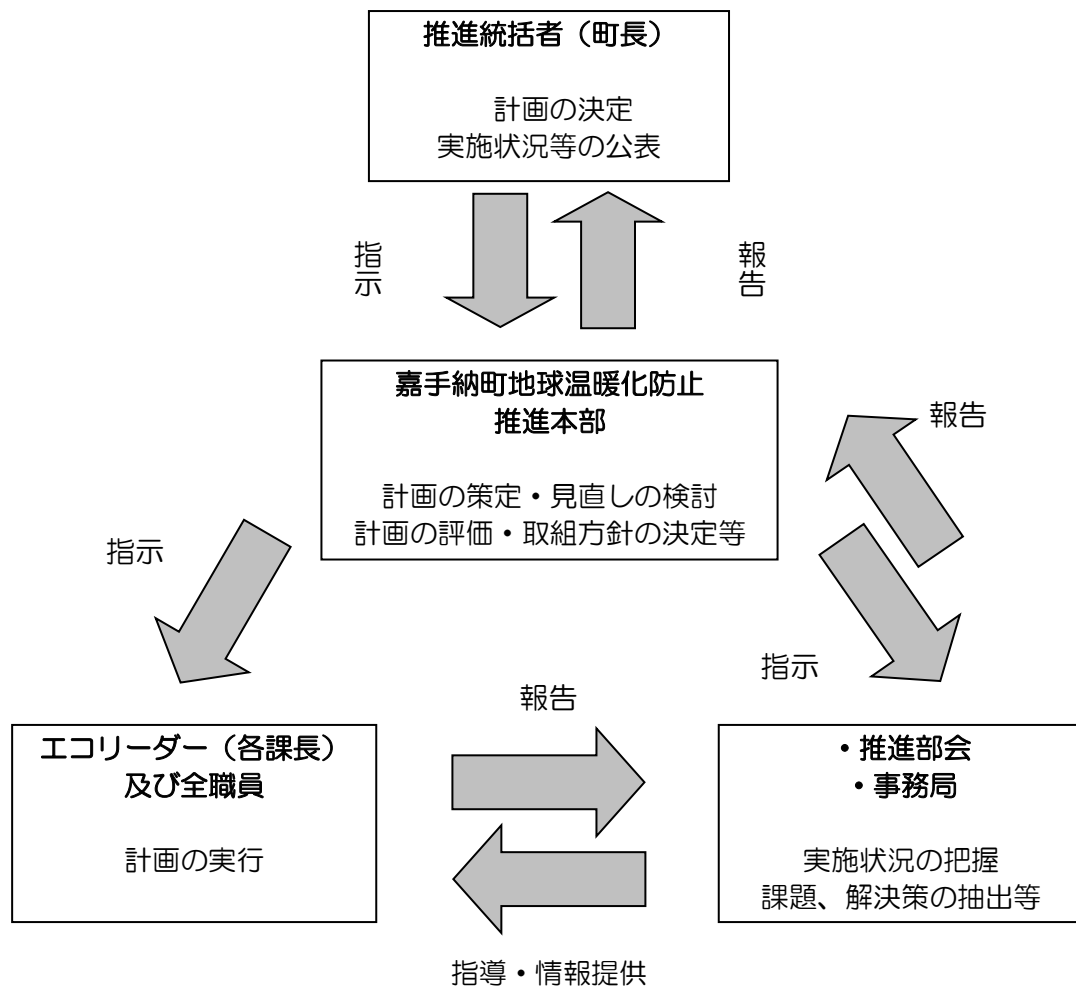 推進統括者（町長）
計画の決定
実施状況等の公表
指示
報告
嘉手納町地球温暖化防止
推進本部
計画の策定・見直しの検討
計画の評価・取組方針の決定等
報告
指示
指示
報告
エコリーダー（各課長）
及び全職員
計画の実行
・推進部会
・事務局
実施状況の把握
課題、解決策の抽出等
指導・情報提供